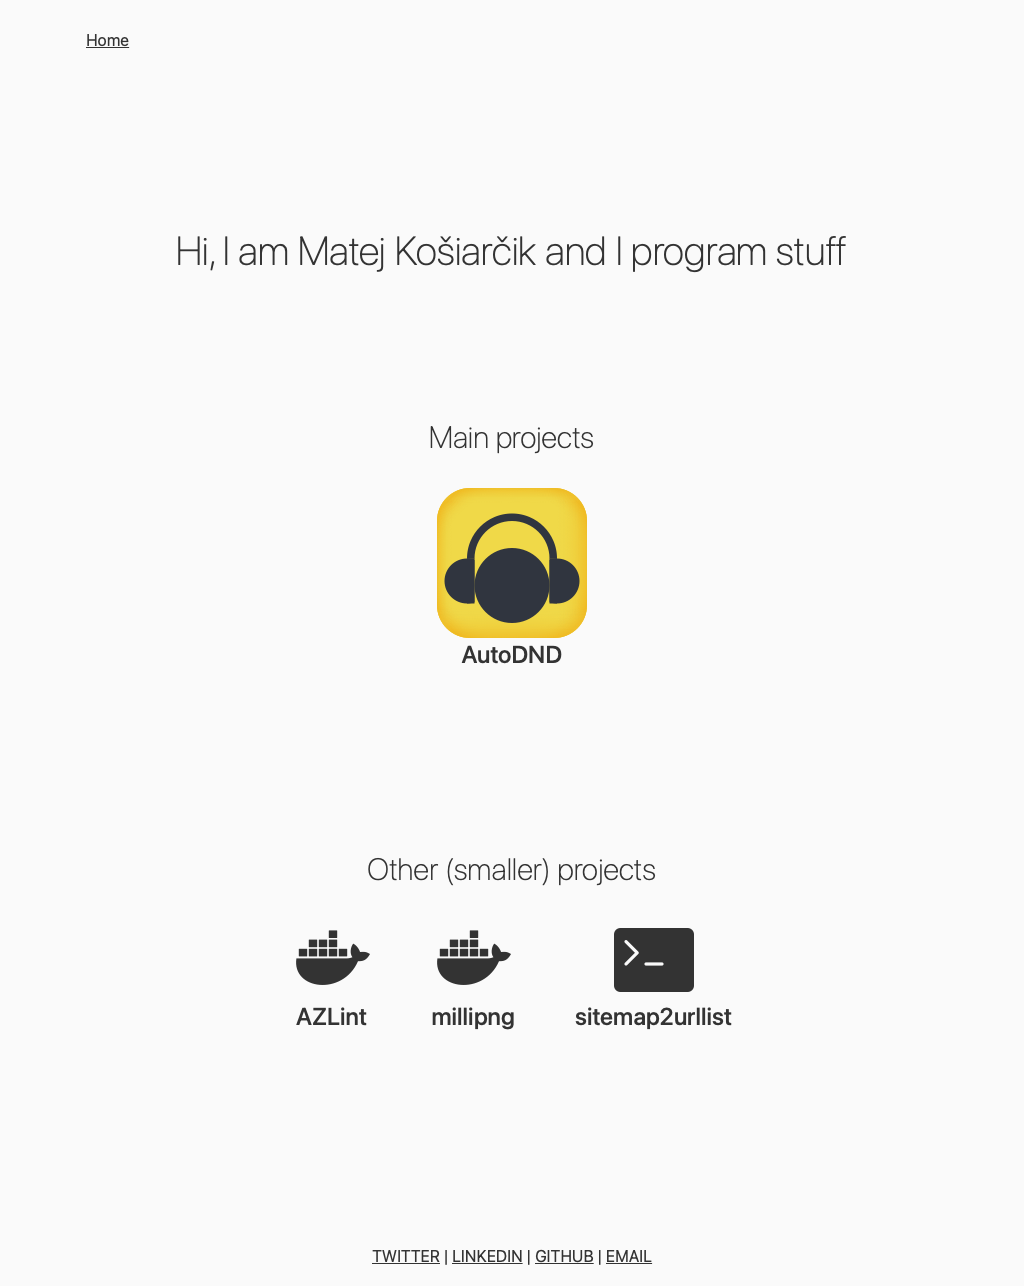 Home
Hi, I am Matej Košiarčik and I program stuff
Main projects
AutoDND
Other (smaller) projects
AZLint millipng sitemap2urllist
TWITTER | LINKEDIN | GITHUB | EMAIL